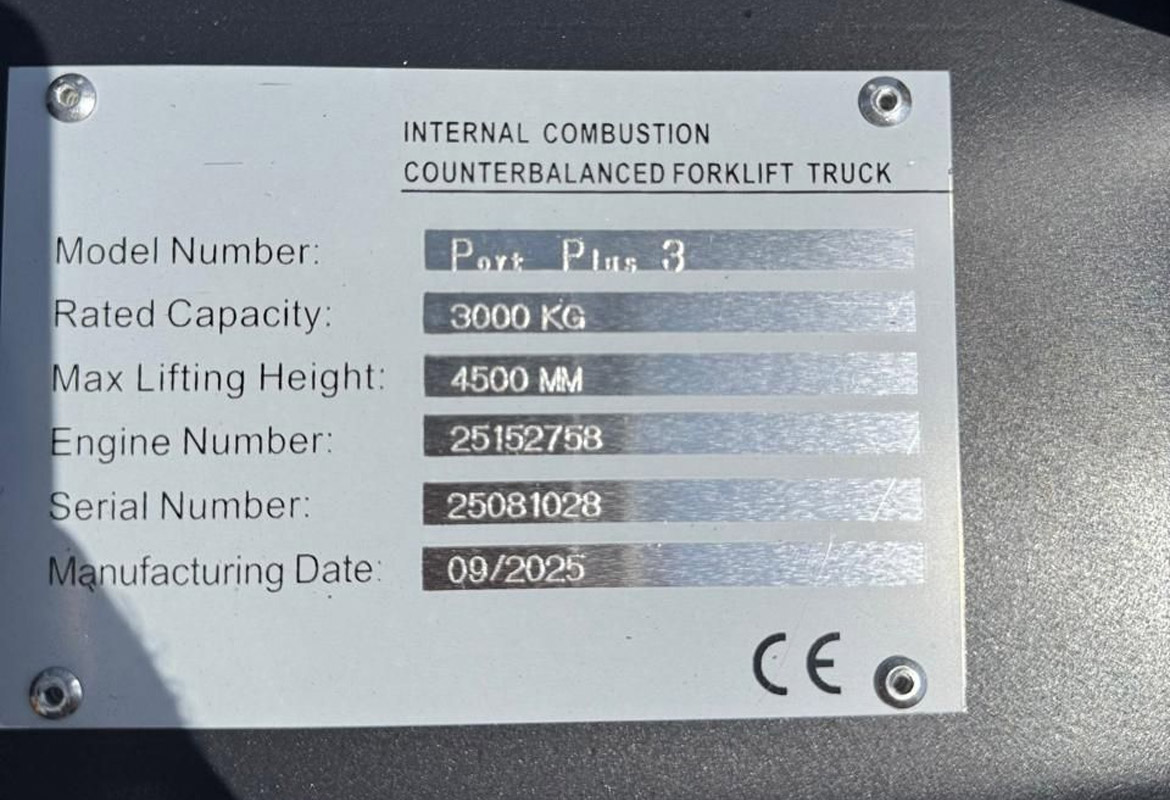 INTERNAL COMBUSTION
COUNTERBALANCED FORKLIFT TRUCK
Model Number: Port Plus 3
Rated Capacity: 3000 KG
Max Lifting Height: 4500 MM
Engine Number: 25152758
Serial Number: 25081028
Manufacturing Date: 09/2025
CE